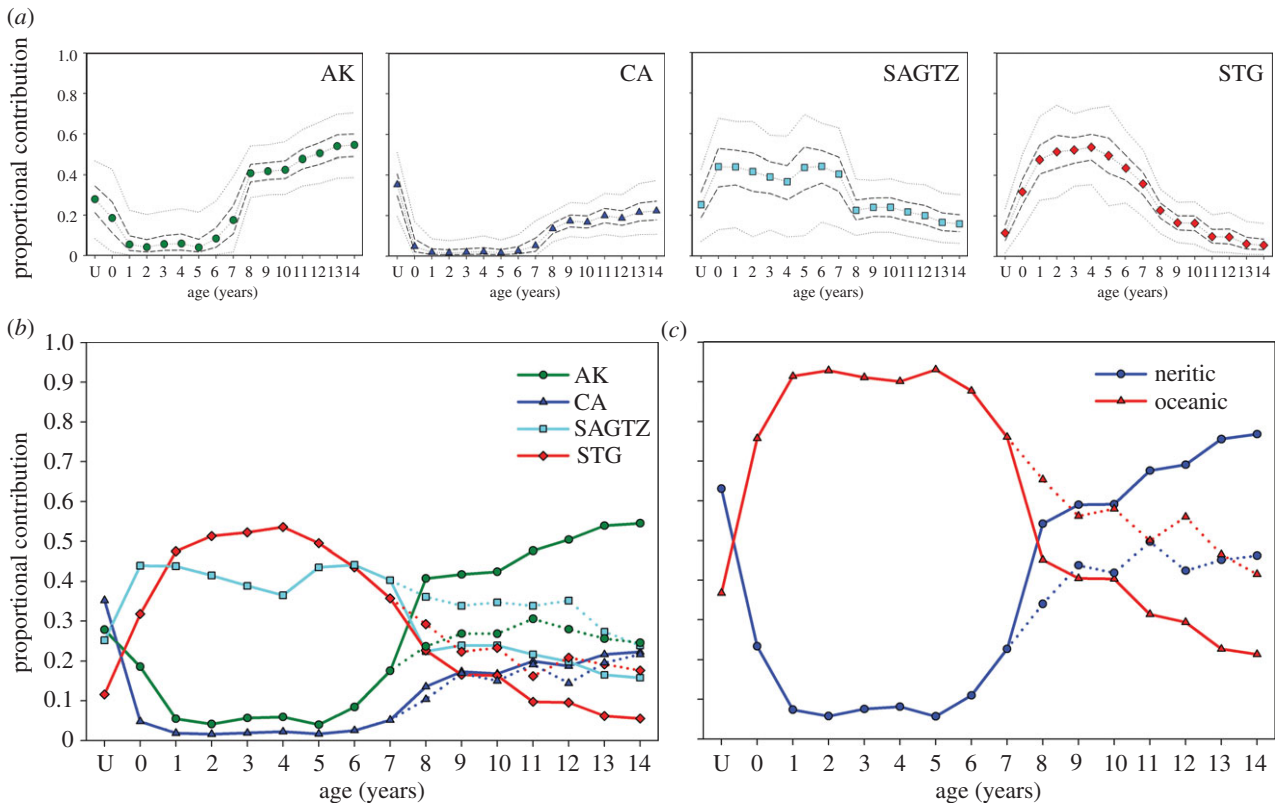 (a)
proportional contribution
1.0
0.8
0.6
0.4
0.2
0
AK
U 0 1 2 3 4 5 6 7 8 9 10 11 12 13 14
age (years)
CA
U 0 1 2 3 4 5 6 7 8 9 10 11 12 13 14
age (years)
SAGTZ
U 0 1 2 3 4 5 6 7 8 9 10 11 12 13 14
age (years)
STG
U 0 1 2 3 4 5 6 7 8 9 10 11 12 13 14
age (years)
(b)
proportional contribution
1.0
0.9
0.8
0.7
0.6
0.5
0.4
0.3
0.2
0.1
0
AK
CA
SAGTZ
STG
U 0 1 2 3 4 5 6 7 8 9 10 11 12 13 14
age (years)
(c)
neritic
oceanic
U 0 1 2 3 4 5 6 7 8 9 10 11 12 13 14
age (years)